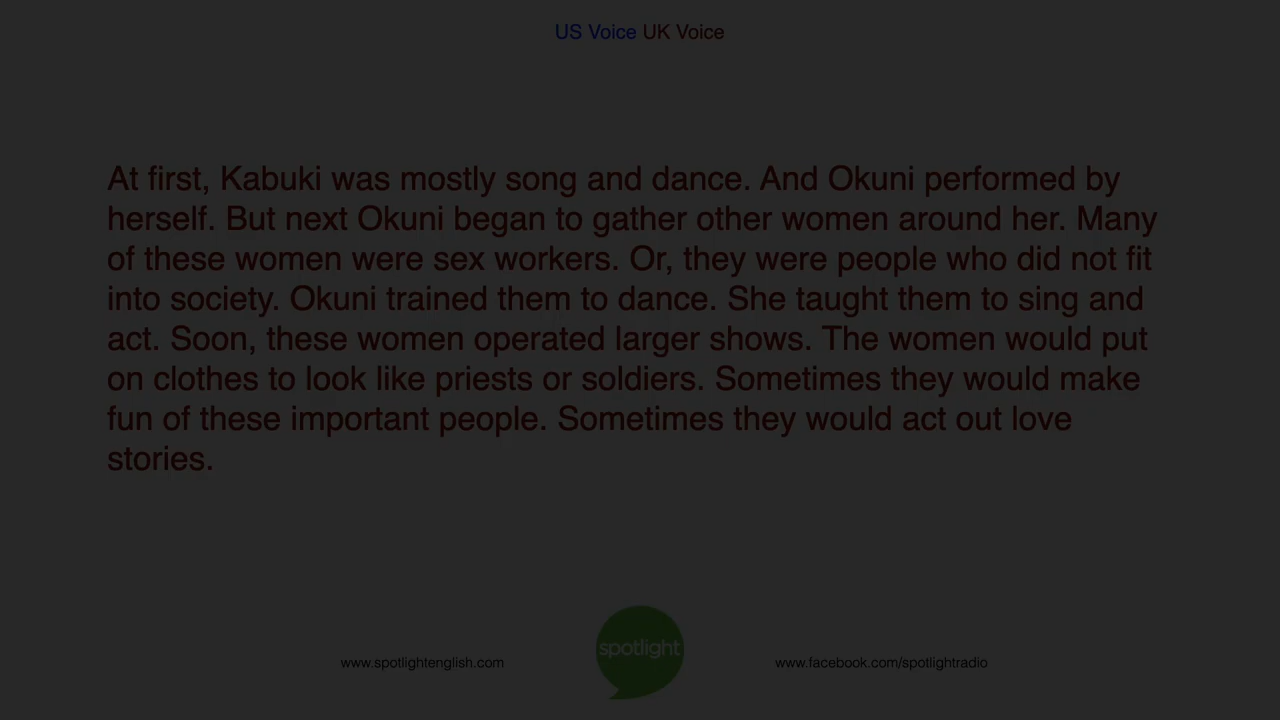 US Voice UK Voice
At first, Kabuki was mostly song and dance. And Okuni performed by
herself. But next Okuni began to gather other women around her. Many
of these women were sex workers. Or, they were people who did not fit
into society. Okuni trained them to dance. She taught them to sing and
act. Soon, these women operated larger shows. The women would put
on clothes to look like priests or soldiers. Sometimes they would make
fun of these important people. Sometimes they would act out love
stories.
spotlight
www.spotlightenglish.com
www.facebook.com/spotlightradio